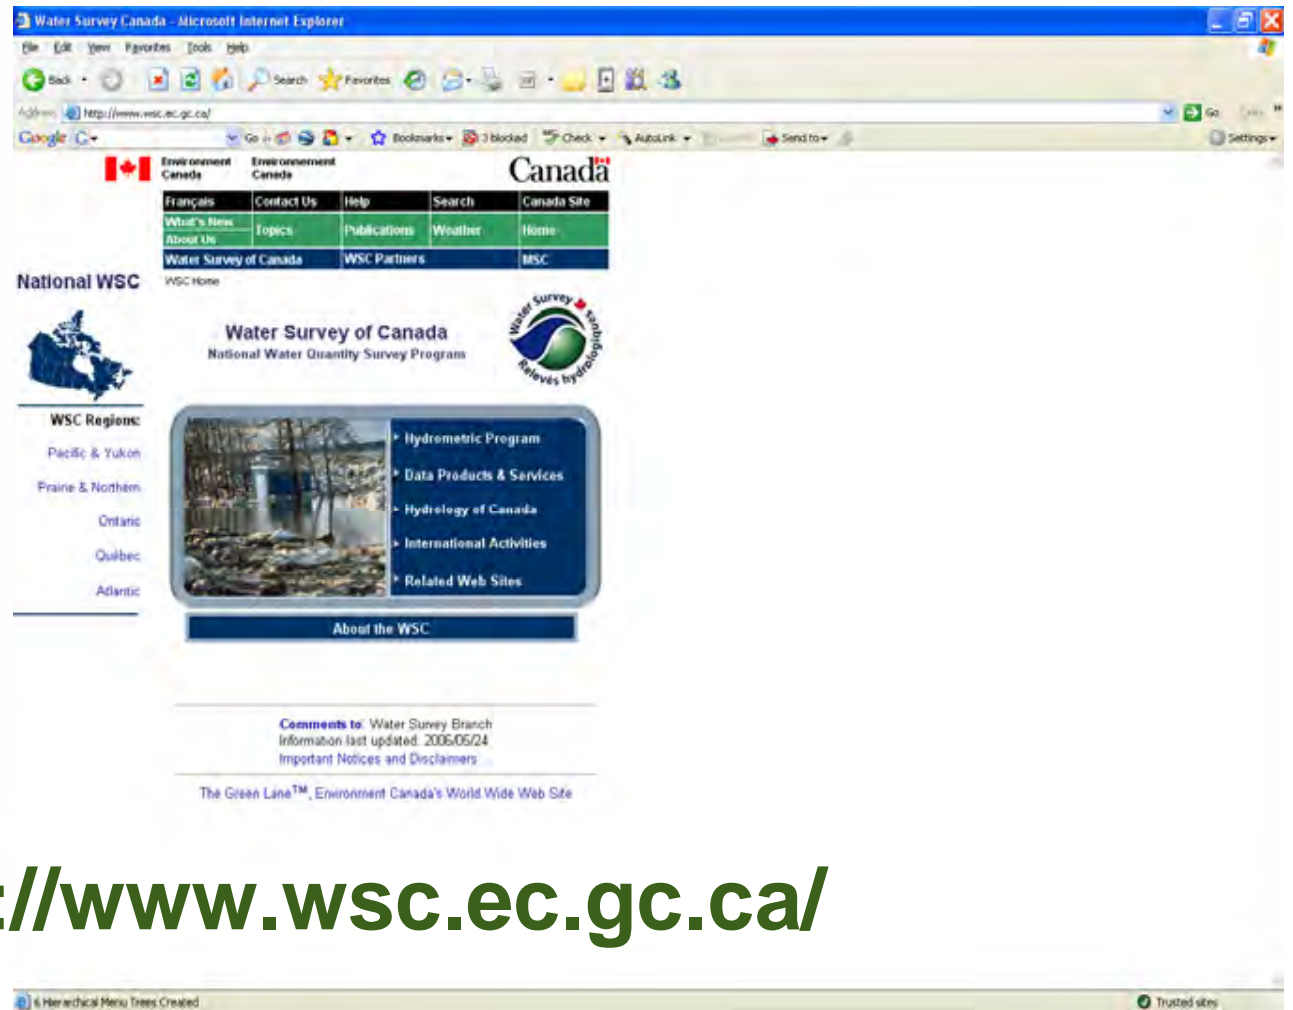 Water Survey Canada - Microsoft Internet Explorer
File Edit View Favorites Tools Help
Back Search Favorites
Address http://www.wsc.ec.gc.ca/ Go
Google Go Bookmarks 3 blocked Check AutoLink Send to Settings
Environment Canada Environnement Canada Canada
Français Contact Us Help Search Canada Site
What's New Topics Publications Weather Home
About Us
Water Survey of Canada WSC Partners MSC
National WSC
WSC Home
Water Survey of Canada
National Water Quantity Survey Program
Water Survey
Relevés hydrologiques
WSC Regions:
Pacific & Yukon
Prairie & Northern
Ontario
Québec
Atlantic
Hydrometric Program
Data Products & Services
Hydrology of Canada
International Activities
Related Web Sites
About the WSC
Comments to: Water Survey Branch
Information last updated: 2006/05/24
Important Notices and Disclaimers
The Green Lane™, Environment Canada's World Wide Web Site
://www.wsc.ec.gc.ca/
6 Hierarchical Menu Trees Created
Trusted sites